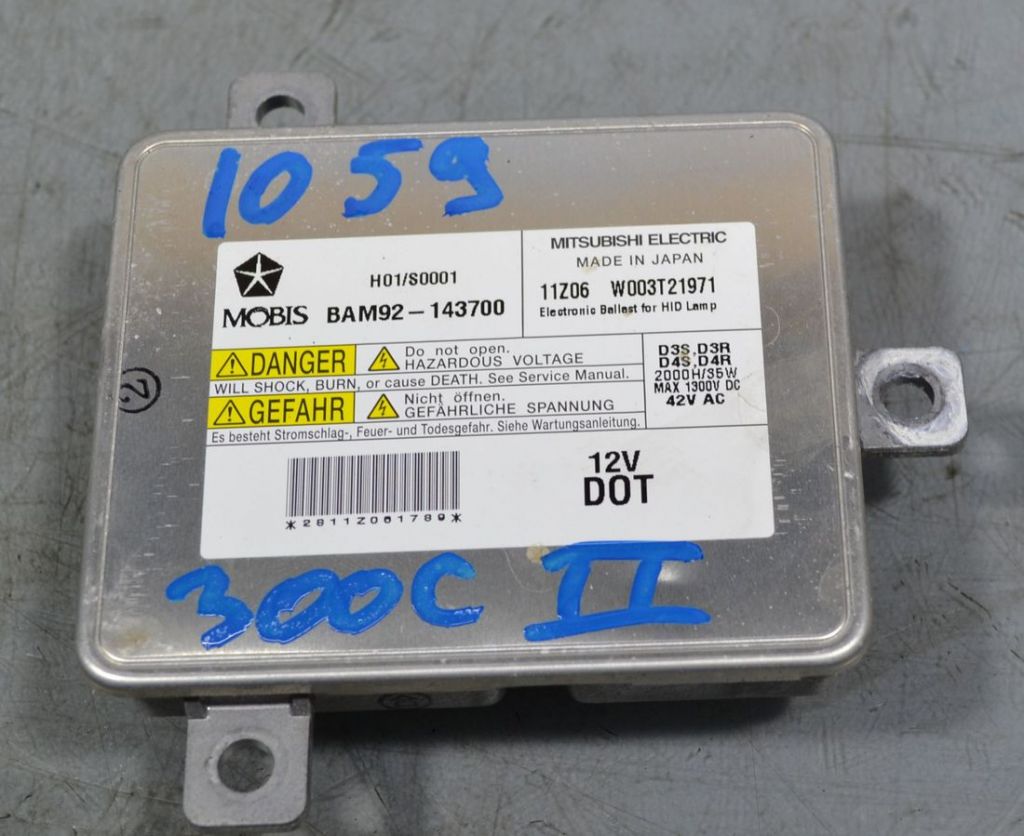 1059
MITSUBISHI ELECTRIC
MADE IN JAPAN
11Z06 W003T21971
Electronic Ballast for HID Lamp
H01/S0001
MOBIS BAM92-143700
DANGER
Do not open.
HAZARDOUS VOLTAGE
WILL SHOCK, BURN, or cause DEATH. See Service Manual.
GEFAHR
Nicht öffnen.
GEFÄHRLICHE SPANNUNG
Es besteht Stromschlag-, Feuer- und Todesgefahr. Siehe Wartungsanleitung.
D3S,D3R
D4S,D4R
2000H/35W
MAX 1300V DC
42V AC
*2811Z061789*
12V
DOT
2
300C II